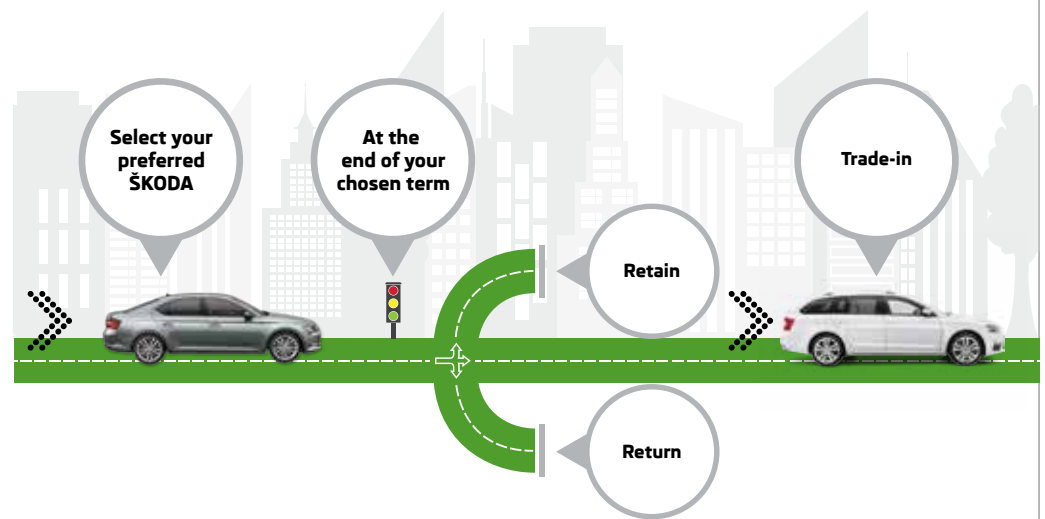 Select your
preferred
ŠKODA
At the
end of your
chosen term
Retain
Return
Trade-in